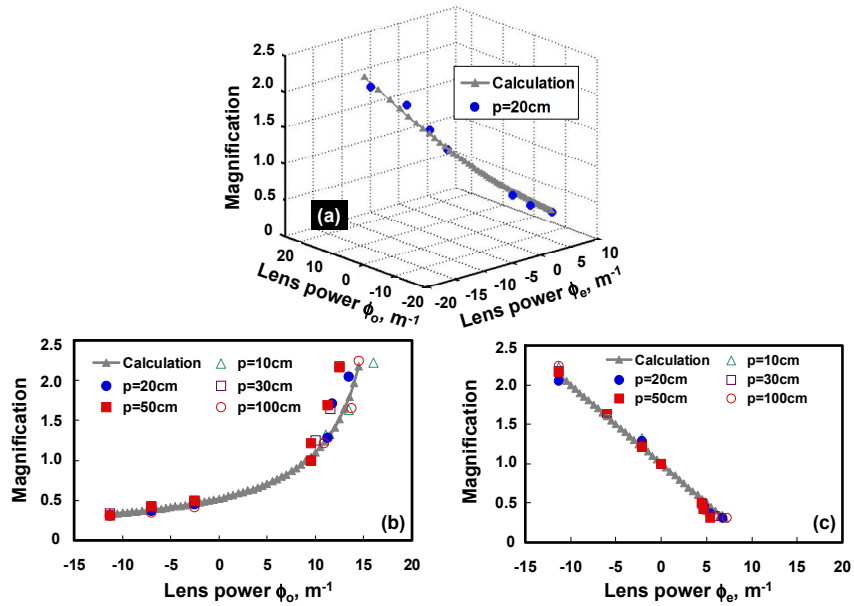 2.5
2.0
1.5
1.0
0.5
0
Magnification
Calculation
p=20cm
(a)
20
10
0
-10
-20
Lens power ϕo, m-1
-20
-15
-10
-5
0
5
10
Lens power ϕe, m-1
2.5
2.0
1.5
1.0
0.5
0
Magnification
Calculation
p=10cm
p=20cm
p=30cm
p=50cm
p=100cm
(b)
-15 -10 -5 0 5 10 15 20
Lens power ϕo, m-1
2.5
2.0
1.5
1.0
0.5
0
Magnification
Calculation
p=10cm
p=20cm
p=30cm
p=50cm
p=100cm
(c)
-15 -10 -5 0 5 10 15
Lens power ϕe, m-1